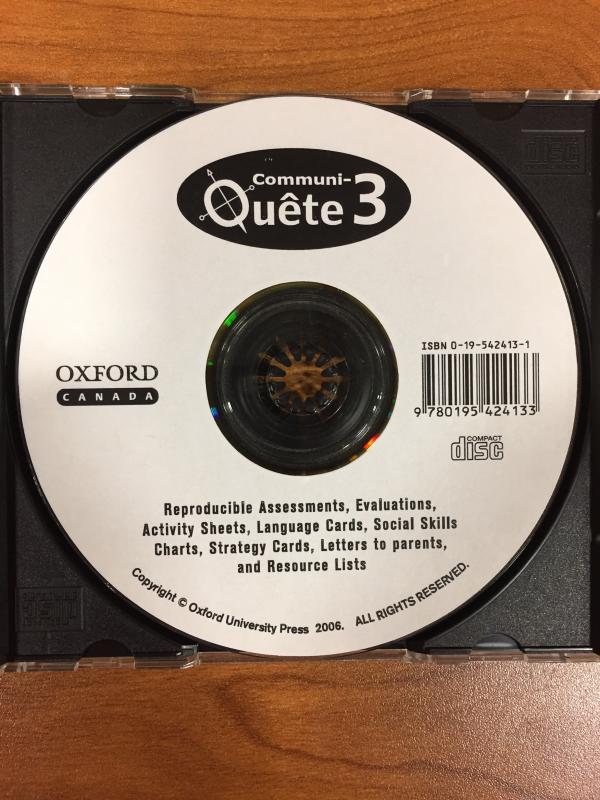 Communi-
Quête 3
ISBN 0-19-542413-1
OXFORD
CANADA
9 780195 424133
COMPACT
disc
Reproducible Assessments, Evaluations,
Activity Sheets, Language Cards, Social Skills
Charts, Strategy Cards, Letters to parents,
and Resource Lists
Copyright © Oxford University Press 2006. ALL RIGHTS RESERVED.
disc